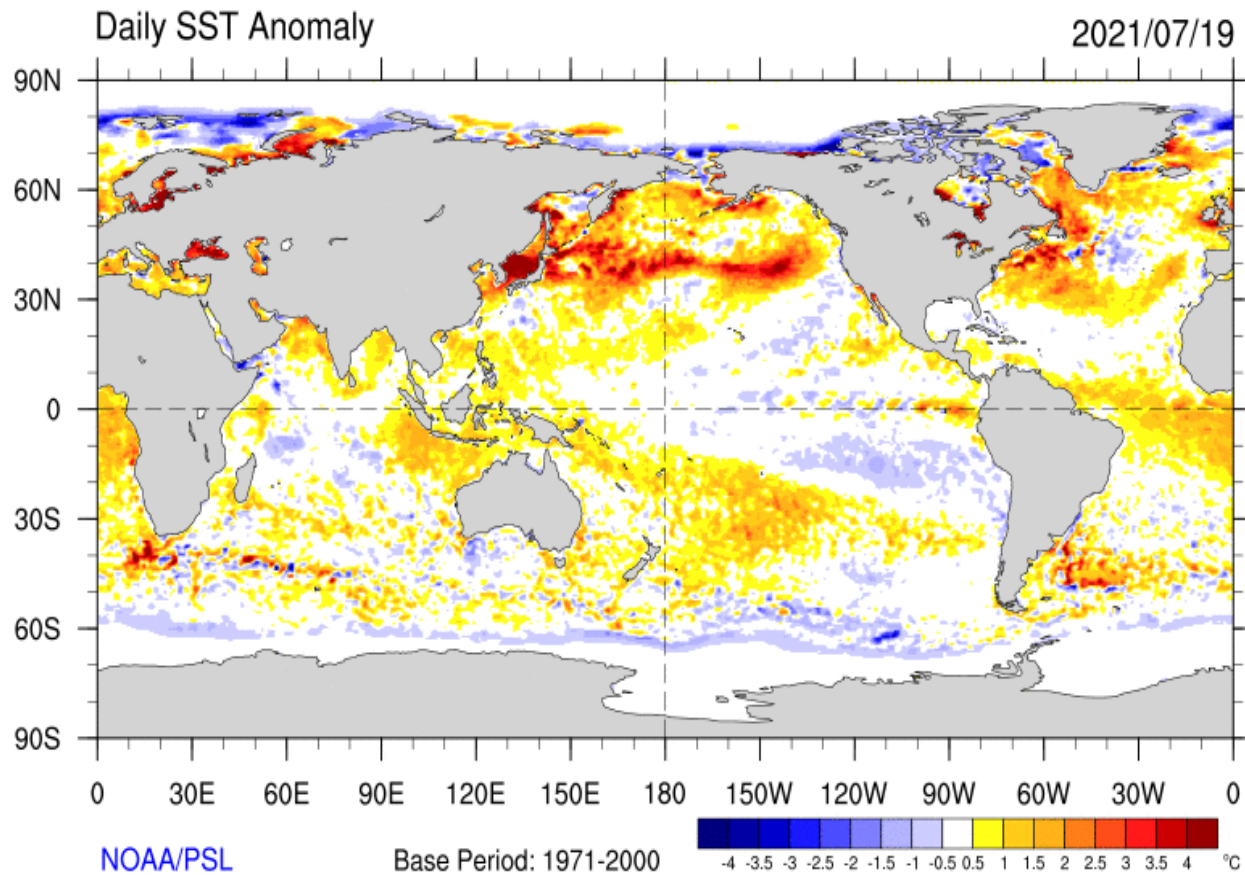 Daily SST Anomaly 2021/07/19
90N
60N
30N
0
30S
60S
90S
0 30E 60E 90E 120E 150E 180 150W 120W 90W 60W 30W 0
NOAA/PSL Base Period: 1971-2000
-4 -3.5 -3 -2.5 -2 -1.5 -1 -0.5 0.5 1 1.5 2 2.5 3 3.5 4 °C